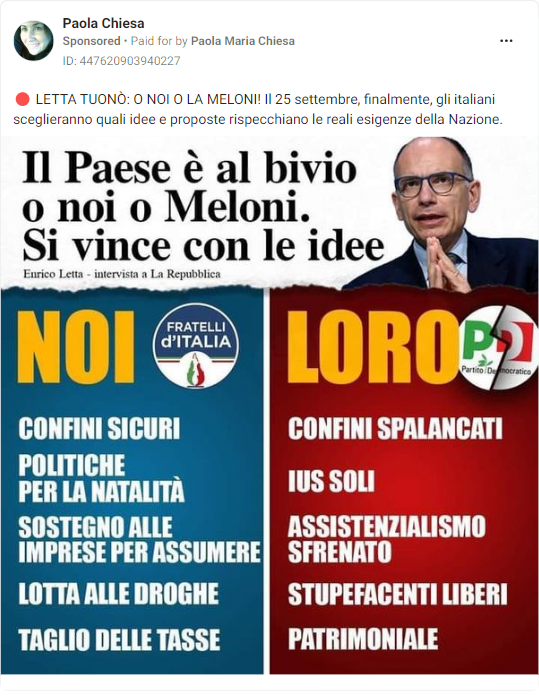 Paola Chiesa
Sponsored • Paid for by Paola Maria Chiesa
ID: 447620903940227
🔴 LETTA TUONÒ: O NOI O LA MELONI! Il 25 settembre, finalmente, gli italiani
sceglieranno quali idee e proposte rispecchiano le reali esigenze della Nazione.
Il Paese è al bivio
o noi o Meloni.
Si vince con le idee
Enrico Letta - intervista a La Repubblica
NOI
FRATELLI
d'ITALIA
CONFINI SICURI
POLITICHE
PER LA NATALITÀ
SOSTEGNO ALLE
IMPRESE PER ASSUMERE
LOTTA ALLE DROGHE
TAGLIO DELLE TASSE
LORO
PD
Partito Democratico
CONFINI SPALANCATI
IUS SOLI
ASSISTENZIALISMO
SFRENATO
STUPEFACENTI LIBERI
PATRIMONIALE